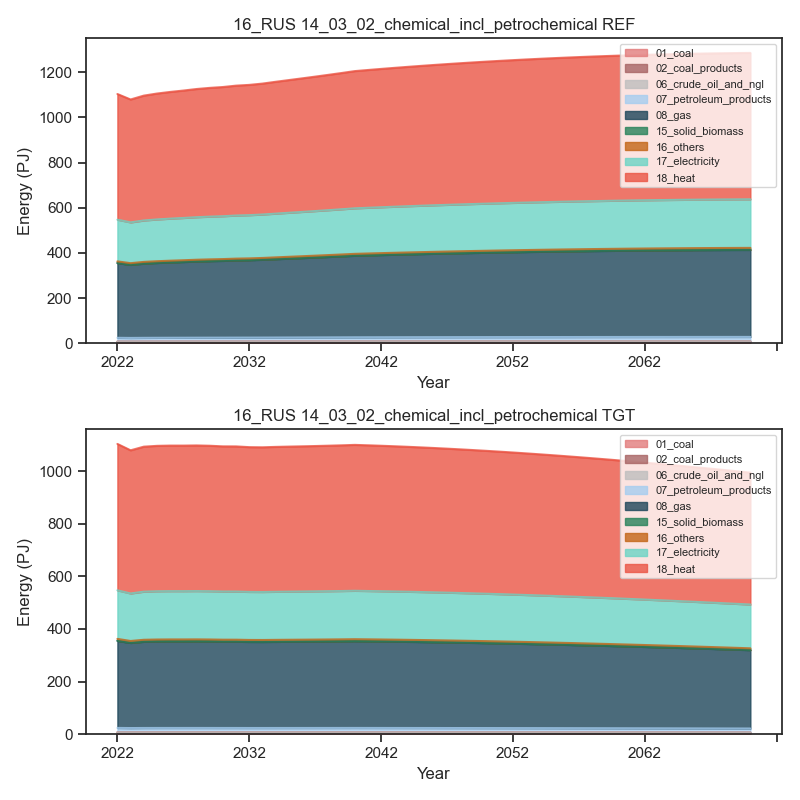 16_RUS 14_03_02_chemical_incl_petrochemical REF
Energy (PJ)
1200
1000
800
600
400
200
0
01_coal
02_coal_products
06_crude_oil_and_ngl
07_petroleum_products
08_gas
15_solid_biomass
16_others
17_electricity
18_heat
2022 2032 2042 2052 2062
Year
16_RUS 14_03_02_chemical_incl_petrochemical TGT
Energy (PJ)
1000
800
600
400
200
0
01_coal
02_coal_products
06_crude_oil_and_ngl
07_petroleum_products
08_gas
15_solid_biomass
16_others
17_electricity
18_heat
2022 2032 2042 2052 2062
Year